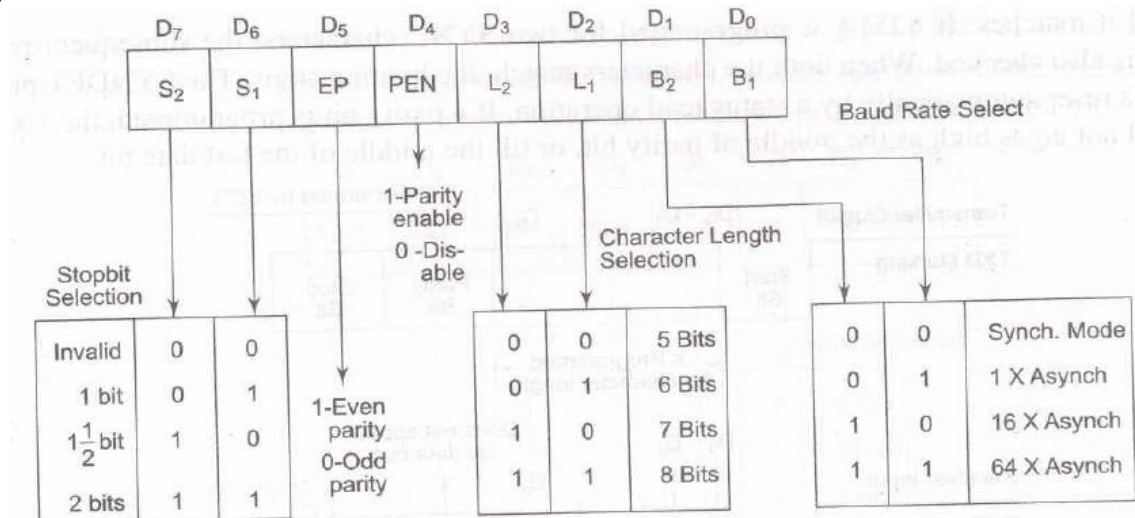 D7 D6 D5 D4 D3 D2 D1 D0
S2 S1 EP PEN L2 L1 B2 B1
Baud Rate Select
1-Parity
enable
0 -Dis-
able
Character Length
Selection
Stopbit
Selection
Invalid 0 0
1 bit 0 1
1 1/2 bit 1 0
2 bits 1 1
1-Even
parity
0-Odd
parity
0 0 5 Bits
0 1 6 Bits
1 0 7 Bits
1 1 8 Bits
0 0 Synch. Mode
0 1 1 X Asynch
1 0 16 X Asynch
1 1 64 X Asynch